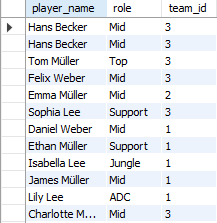 player_name role team_id
Hans Becker Mid 3
Hans Becker Mid 3
Tom Müller Top 3
Felix Weber Mid 3
Emma Müller Mid 2
Sophia Lee Support 3
Daniel Weber Mid 1
Ethan Müller Support 1
Isabella Lee Jungle 1
James Müller Mid 1
Lily Lee ADC 1
Charlotte M... Mid 3